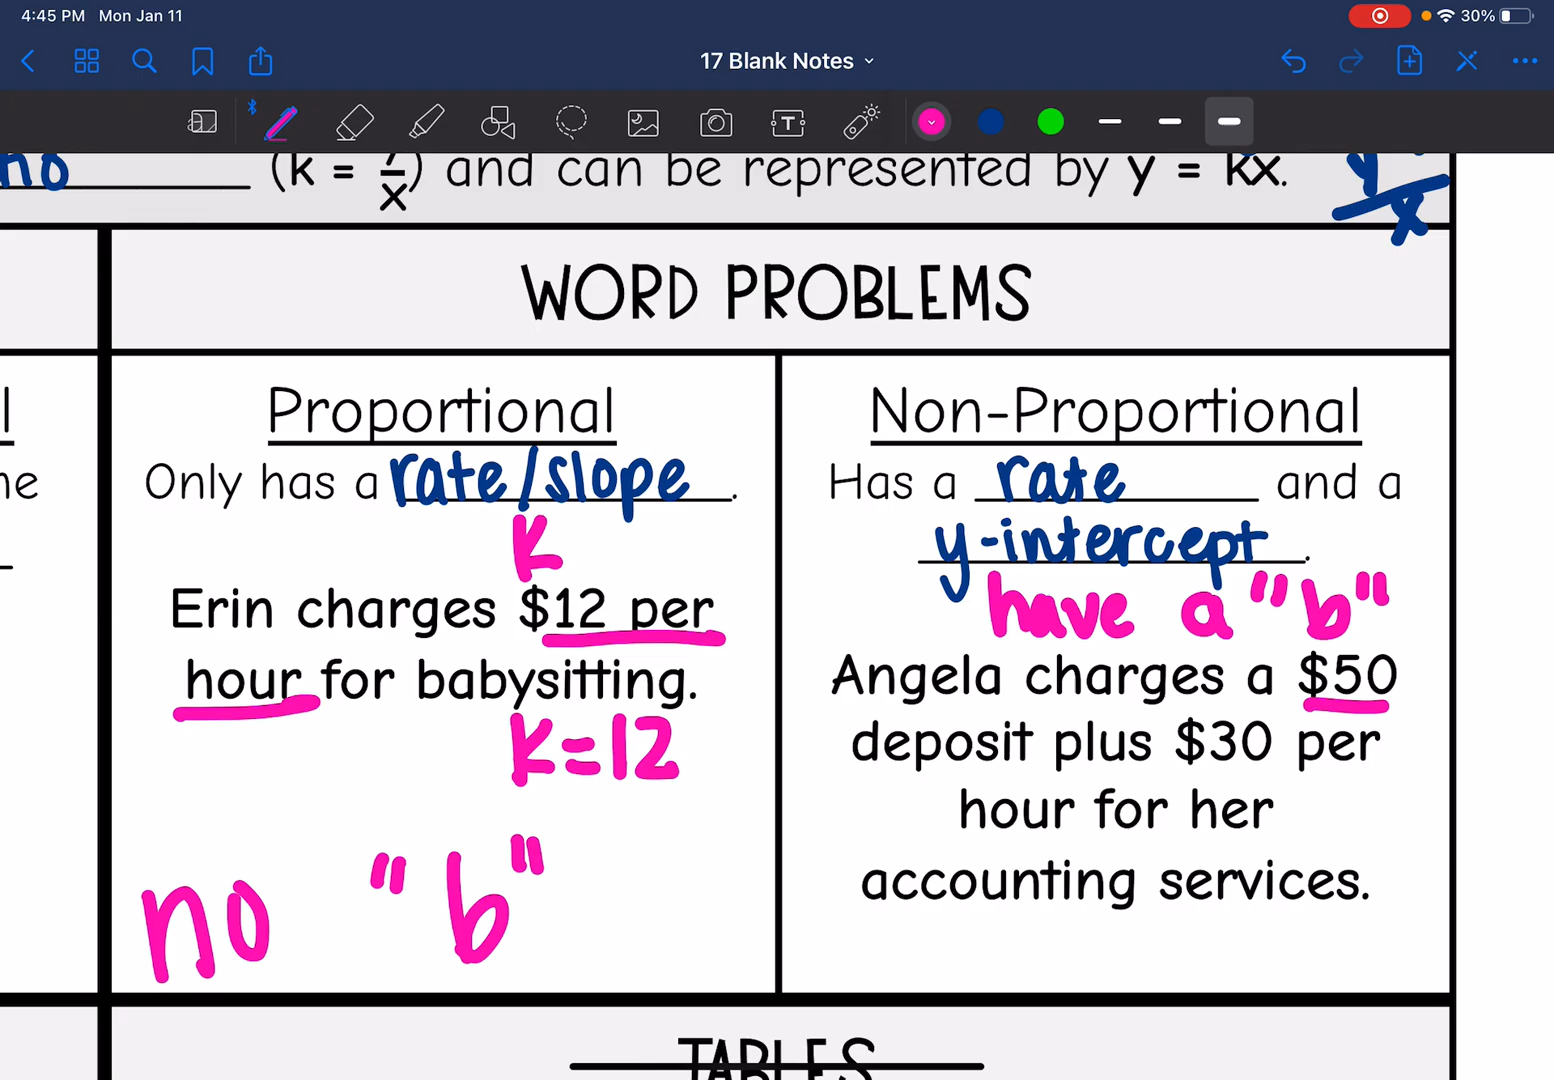 4:45 PM Mon Jan 11
30%
17 Blank Notes
T
no (k = y/x) and can be represented by y = kx. y/x
WORD PROBLEMS
Proportional
Only has a rate/slope.
k
Erin charges $12 per
hour for babysitting.
k=12
no "b"
Non-Proportional
Has a rate and a
y-intercept.
have a "b"
Angela charges a $50
deposit plus $30 per
hour for her
accounting services.
TABLES